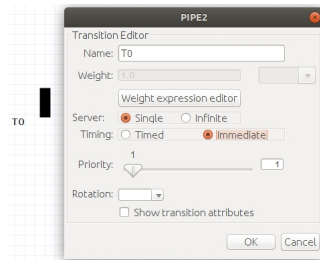 PIPE2
Transition Editor
Name: T0
Weight: 1.0
Weight expression editor
Server: Single Infinite
Timing: Timed Immediate
T0
1
Priority: 1
Rotation:
Show transition attributes
OK Cancel